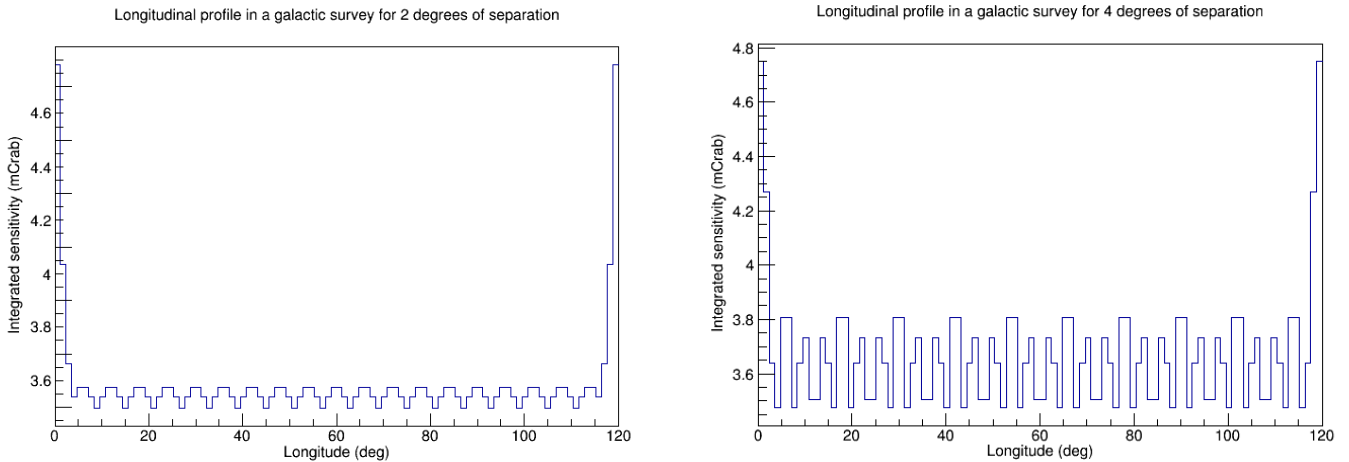 Longitudinal profile in a galactic survey for 2 degrees of separation
Integrated sensitivity (mCrab)
4.6
4.4
4.2
4
3.8
3.6
0 20 40 60 80 100 120
Longitude (deg)
Longitudinal profile in a galactic survey for 4 degrees of separation
Integrated sensitivity (mCrab)
4.8
4.6
4.4
4.2
4
3.8
3.6
0 20 40 60 80 100 120
Longitude (deg)